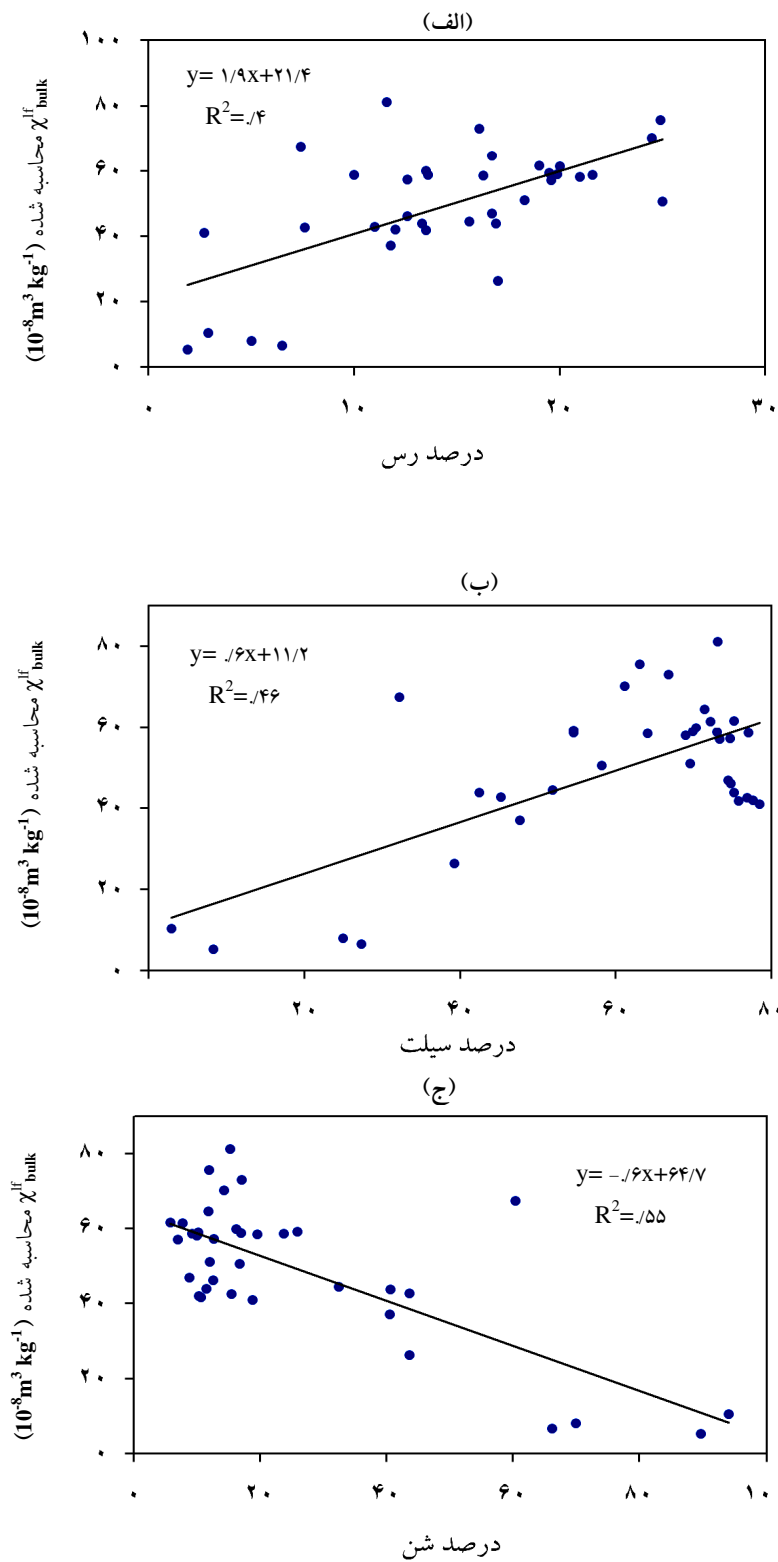 (الف)
y= ۱/۹x+۲۱/۴
R²=./۴
۱۰۰
۸۰
۶۰
۴۰
۲۰
۰
χ^lf_bulk محاسبه شده (10⁻⁸m³ kg⁻¹)
۰ ۱۰ ۲۰ ۳۰
درصد رس
(ب)
y= ./۶x+۱۱/۲
R²=./۴۶
۸۰
۶۰
۴۰
۲۰
۰
χ^lf_bulk محاسبه شده (10⁻⁸m³ kg⁻¹)
۲۰ ۴۰ ۶۰ ۸۰
درصد سیلت
(ج)
y= –./۶x+۶۴/۷
R²=./۵۵
۸۰
۶۰
۴۰
۲۰
۰
χ^lf_bulk محاسبه شده (10⁻⁸m³ kg⁻¹)
۰ ۲۰ ۴۰ ۶۰ ۸۰ ۱۰
درصد شن